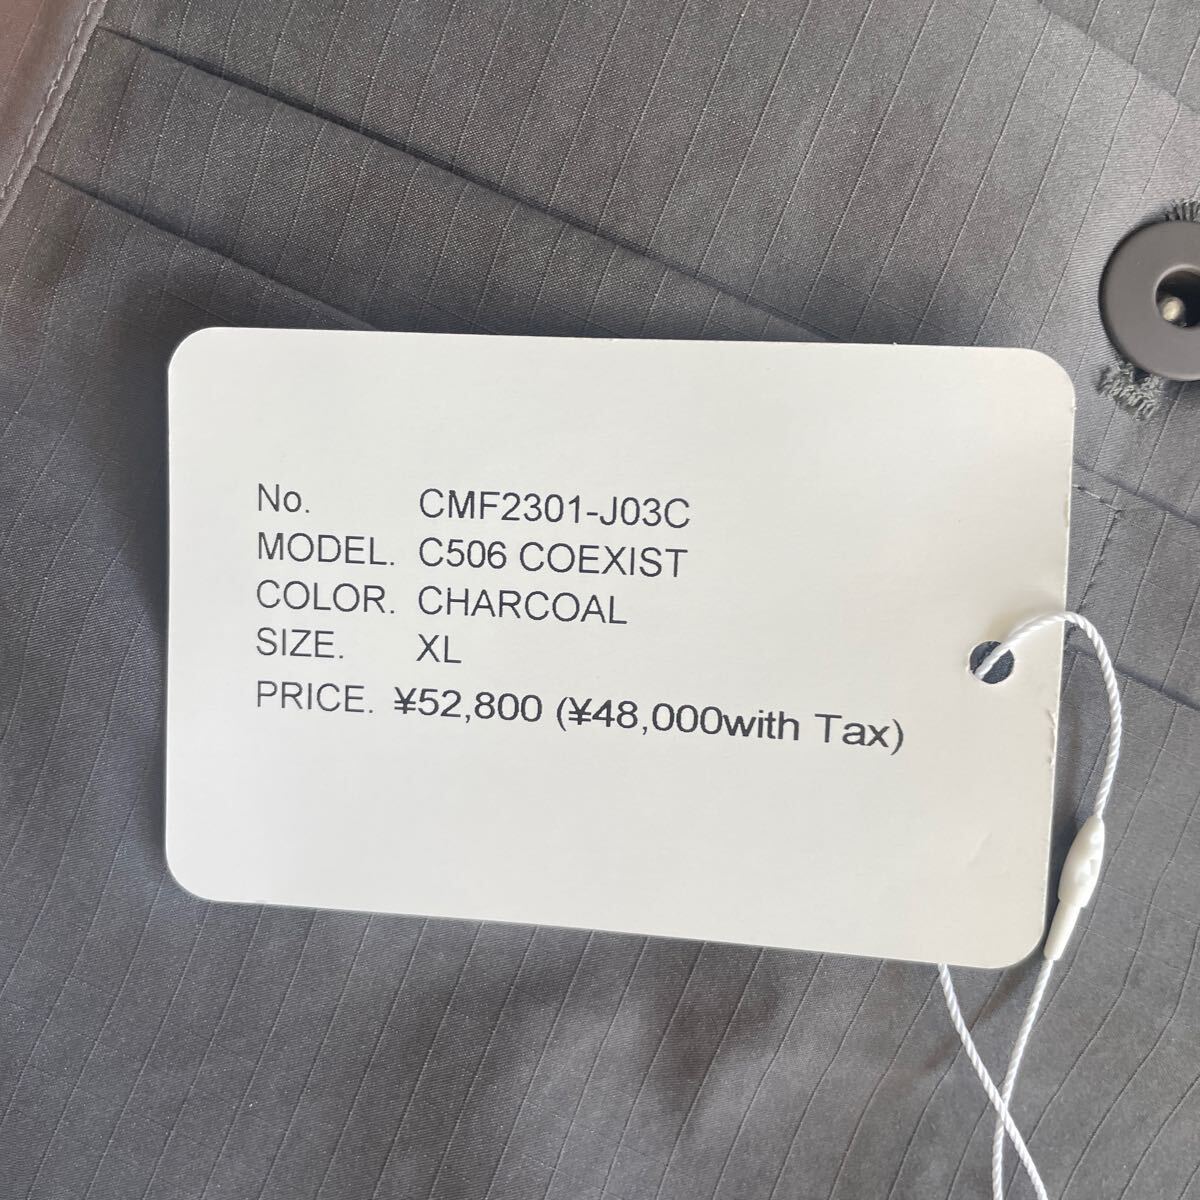 No. CMF2301-J03C
MODEL. C506 COEXIST
COLOR. CHARCOAL
SIZE. XL
PRICE. ¥52,800 (¥48,000with Tax)